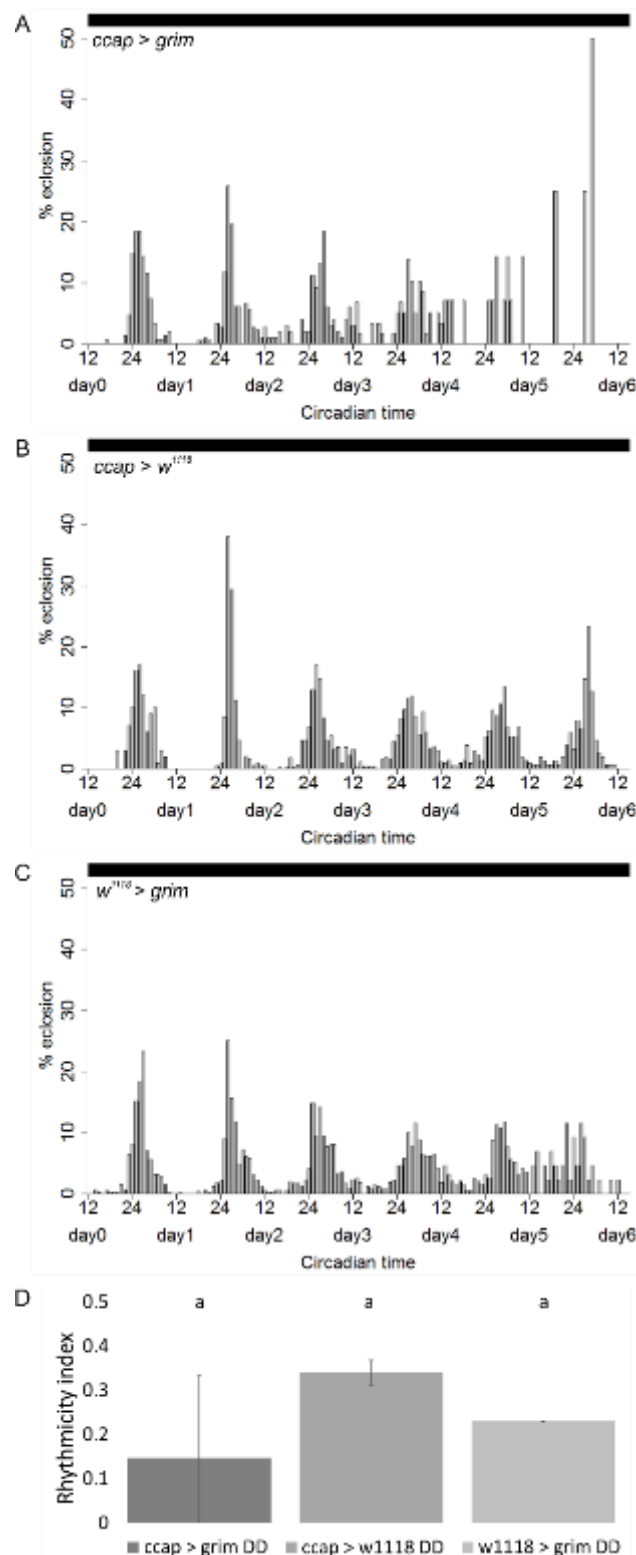 A
ccap > grim
50
40
30
20
10
0
% eclosion
12 24 12 24 12 24 12 24 12 24 12 24 12
day0 day1 day2 day3 day4 day5 day6
Circadian time
B
ccap > w¹¹¹⁸
50
40
30
20
10
0
% eclosion
12 24 12 24 12 24 12 24 12 24 12 24 12
day0 day1 day2 day3 day4 day5 day6
Circadian time
C
w¹¹¹⁸ > grim
50
40
30
20
10
0
% eclosion
12 24 12 24 12 24 12 24 12 24 12 24 12
day0 day1 day2 day3 day4 day5 day6
Circadian time
D
0.5
0.4
0.3
0.2
0.1
0
Rhythmicity index
a a a
ccap > grim DD ccap > w1118 DD w1118 > grim DD